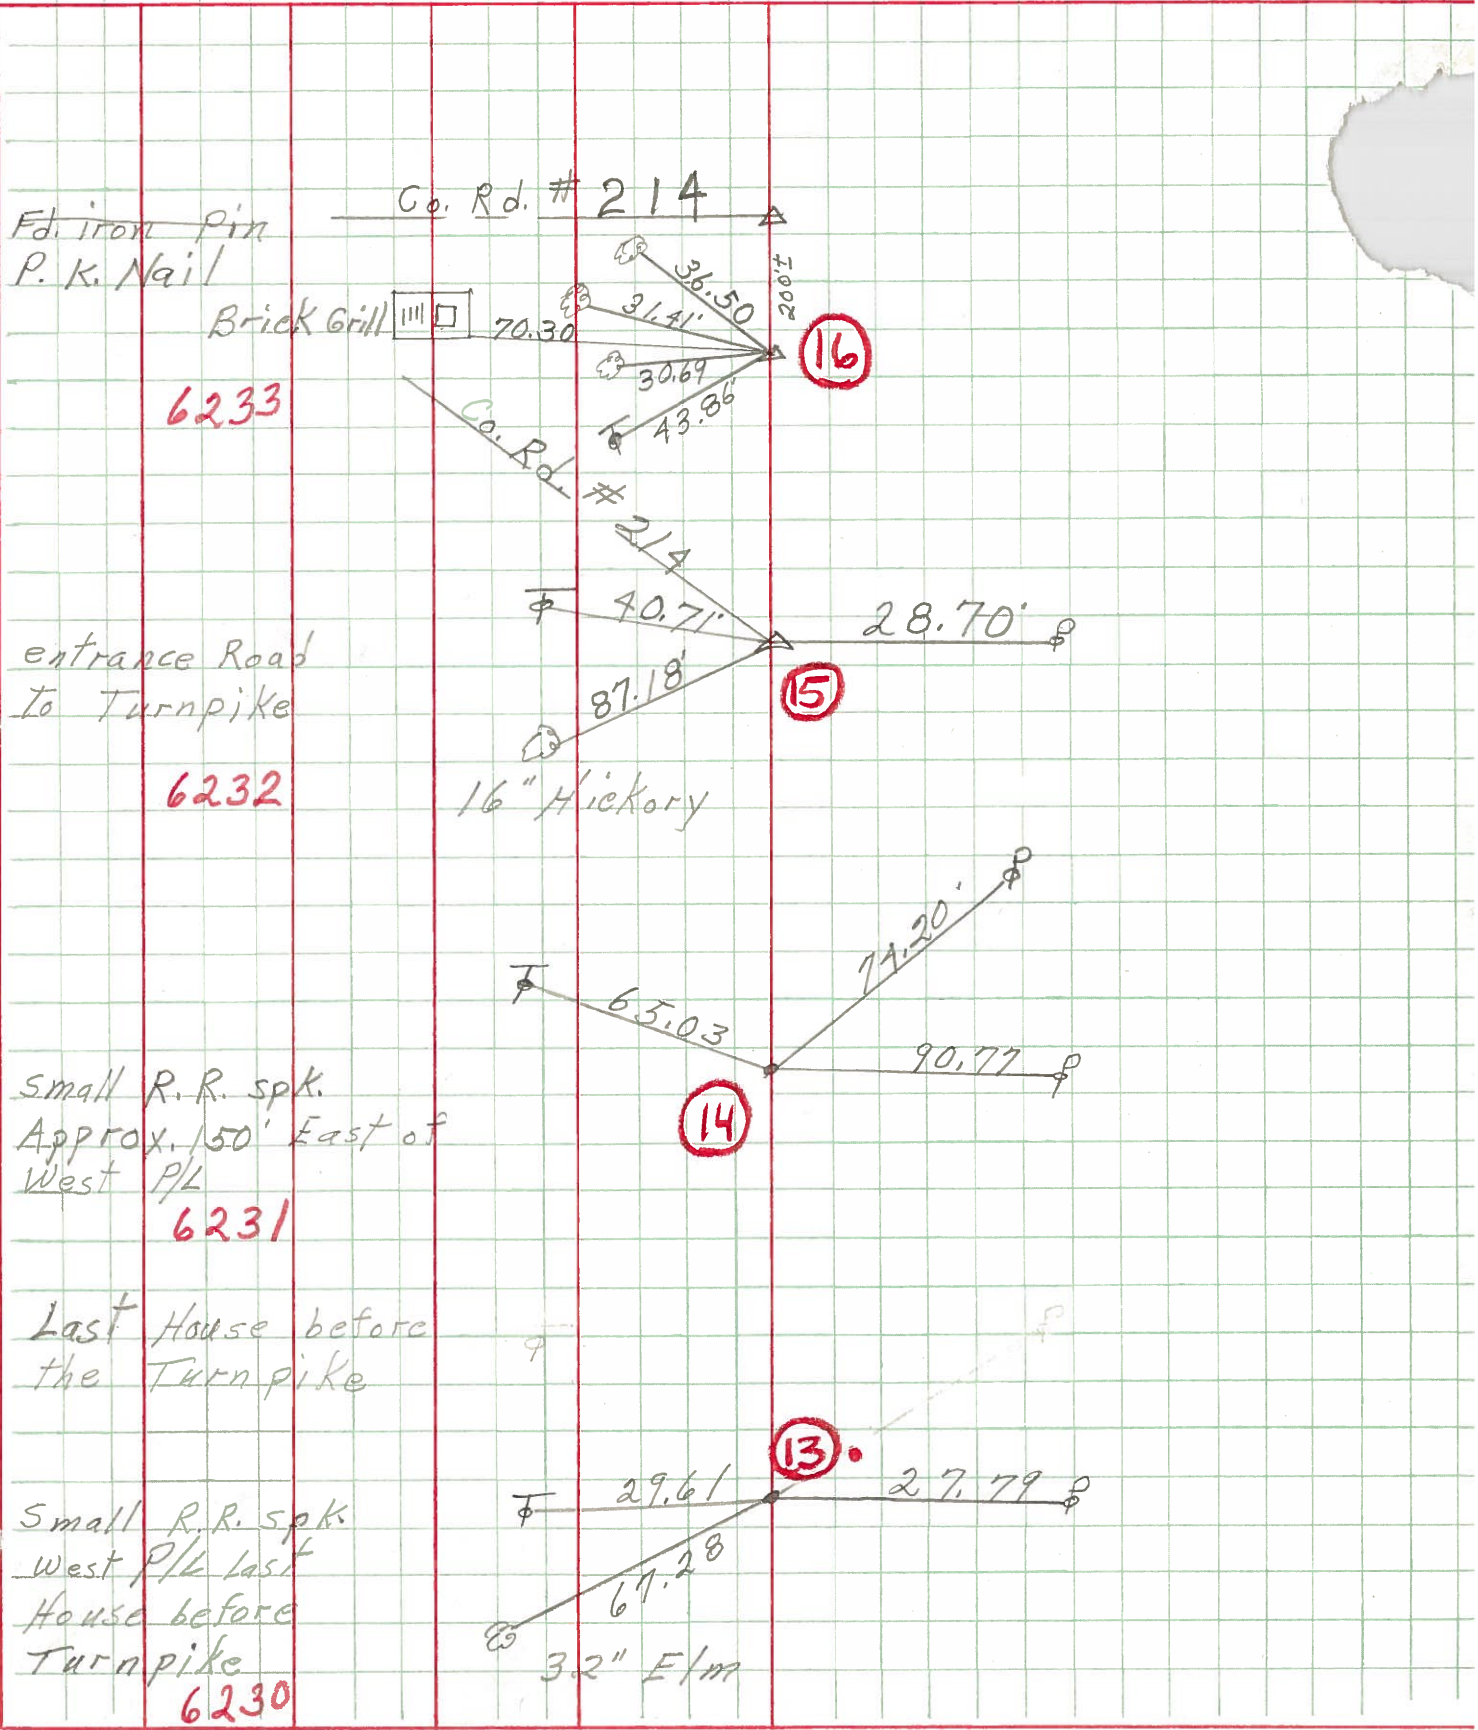 Co. Rd. # 214
Fd. iron Pin
P. K. Nail
36.50
200'±
31.41'
Brick Grill
70.30
16
30.69
43.86'
6233
Co. Rd. # 214
40.71'
28.70'
entrance Road
To Turnpike
87.18'
15
6232
16" Hickory
74.20'
65.03
90.77
Small R.R. spk.
Approx. 150' East of
West P/L
14
6231
Last House before
the Turnpike
13
29.61
27.79
Small R.R. spk.
West P/L Last
House before
Turnpike
67.28
32" Elm
6230